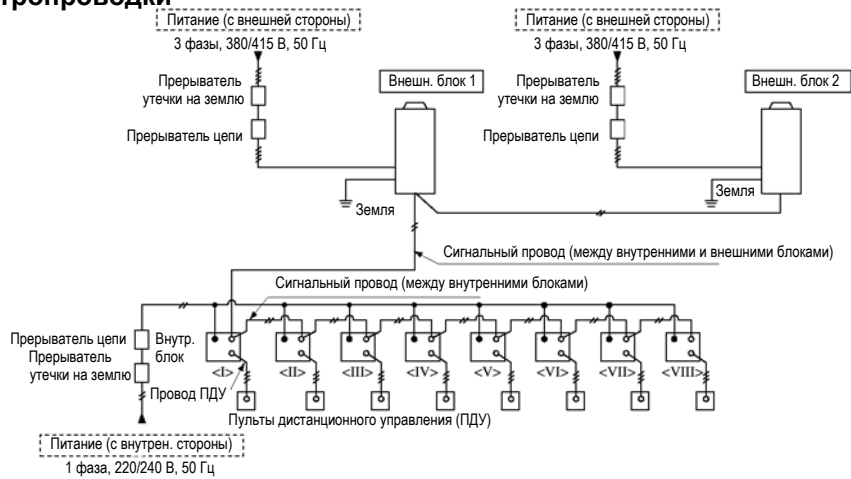 тропроводки
Питание (с внешней стороны)
3 фазы, 380/415 В, 50 Гц
Прерыватель
утечки на землю
Прерыватель цепи
Внешн. блок 1
Земля
Питание (с внешней стороны)
3 фазы, 380/415 В, 50 Гц
Прерыватель
утечки на землю
Прерыватель цепи
Внешн. блок 2
Земля
Сигнальный провод (между внутренними и внешними блоками)
Сигнальный провод (между внутренними блоками)
Прерыватель цепи
Прерыватель
утечки на землю
Внутр.
блок
<I> <II> <III> <IV> <V> <VI> <VII> <VIII>
Провод ПДУ
Пульты дистанционного управления (ПДУ)
Питание (с внутрен. стороны)
1 фаза, 220/240 В, 50 Гц